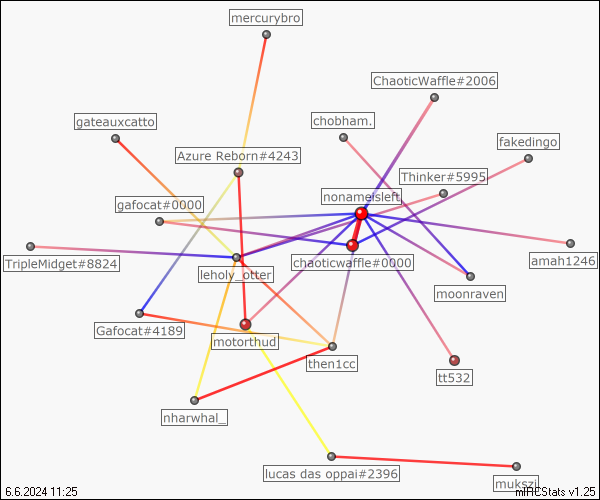 mercurybro
ChaoticWaffle#2006
gateauxcatto
chobham.
fakedingo
Azure Reborn#4243
Thinker#5995
nonameisleft
gafocat#0000
TripleMidget#8824
leholy_otter
chaoticwaffle#0000
amah1246
moonraven
Gafocat#4189
motorthud
then1cc
tt532
nharwhal_
lucas das oppai#2396
mukszi
6.6.2024 11:25
mIRCStats v1.25